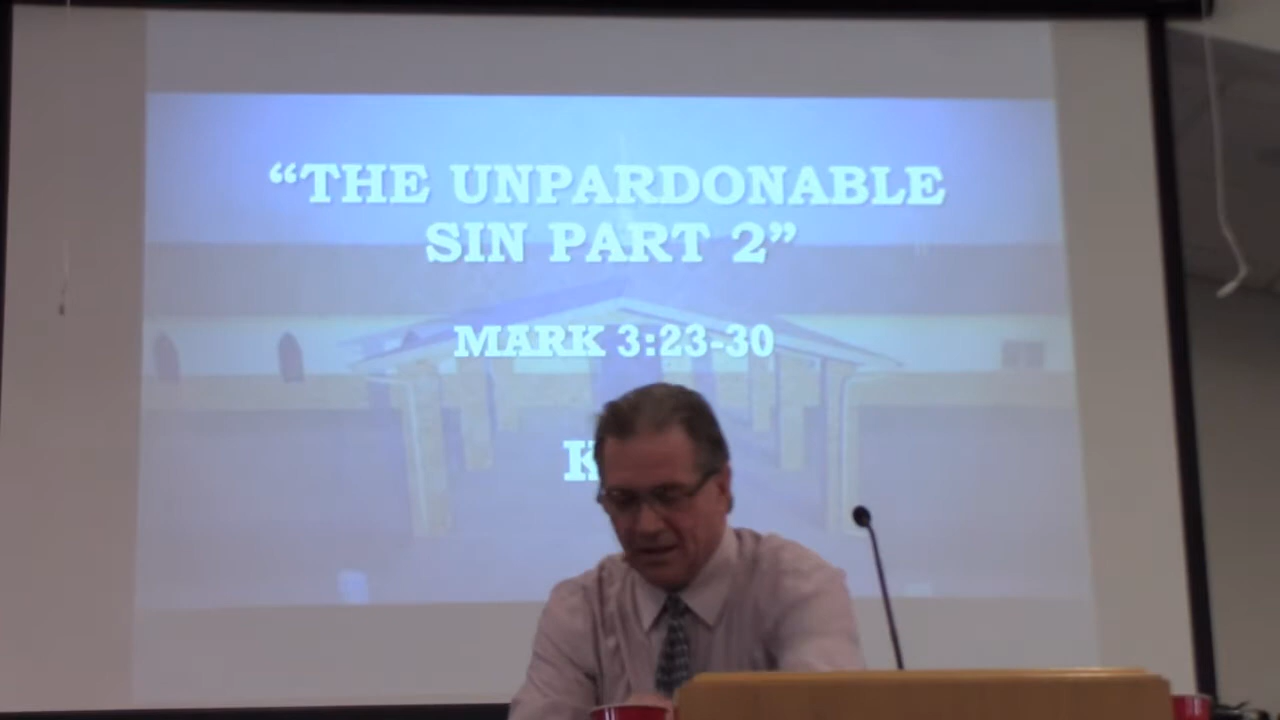 “THE UNPARDONABLE
SIN PART 2”
MARK 3:23-30